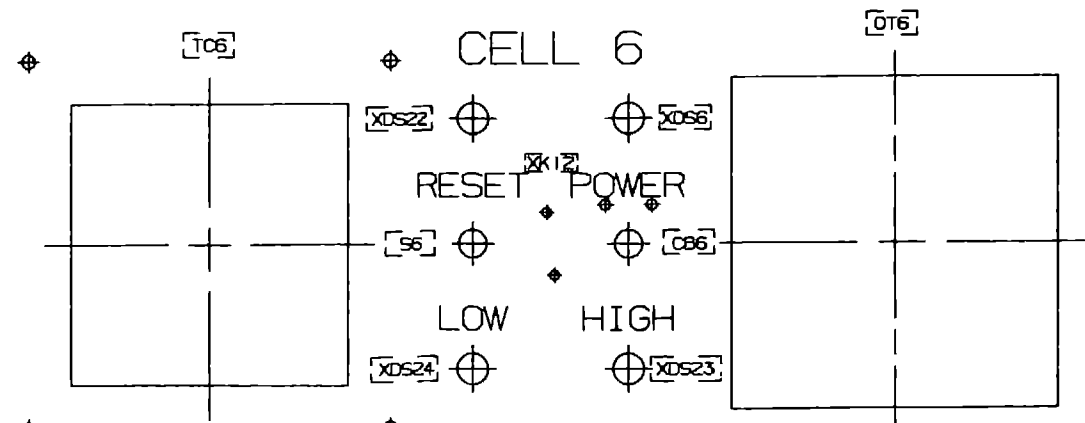 TC6
CELL 6
OT6
XDS22
XDS6
XK12
RESET POWER
S6
CB6
LOW HIGH
XDS24
XDS23